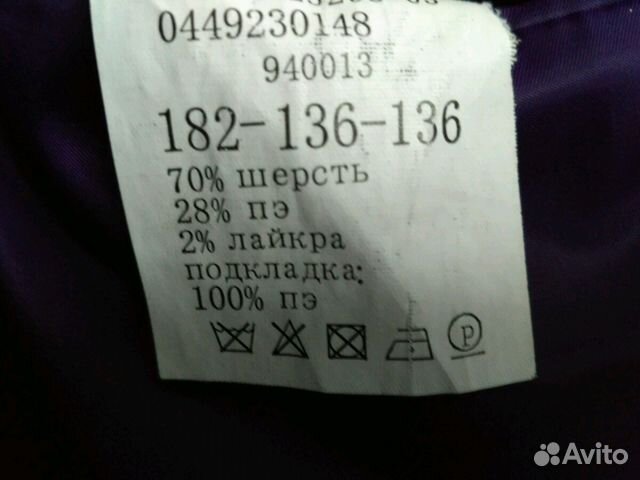 0449230148
940013
182-136-136
70% шерсть
28% пэ
2% лайкра
подкладка:
100% пэ
P
Avito